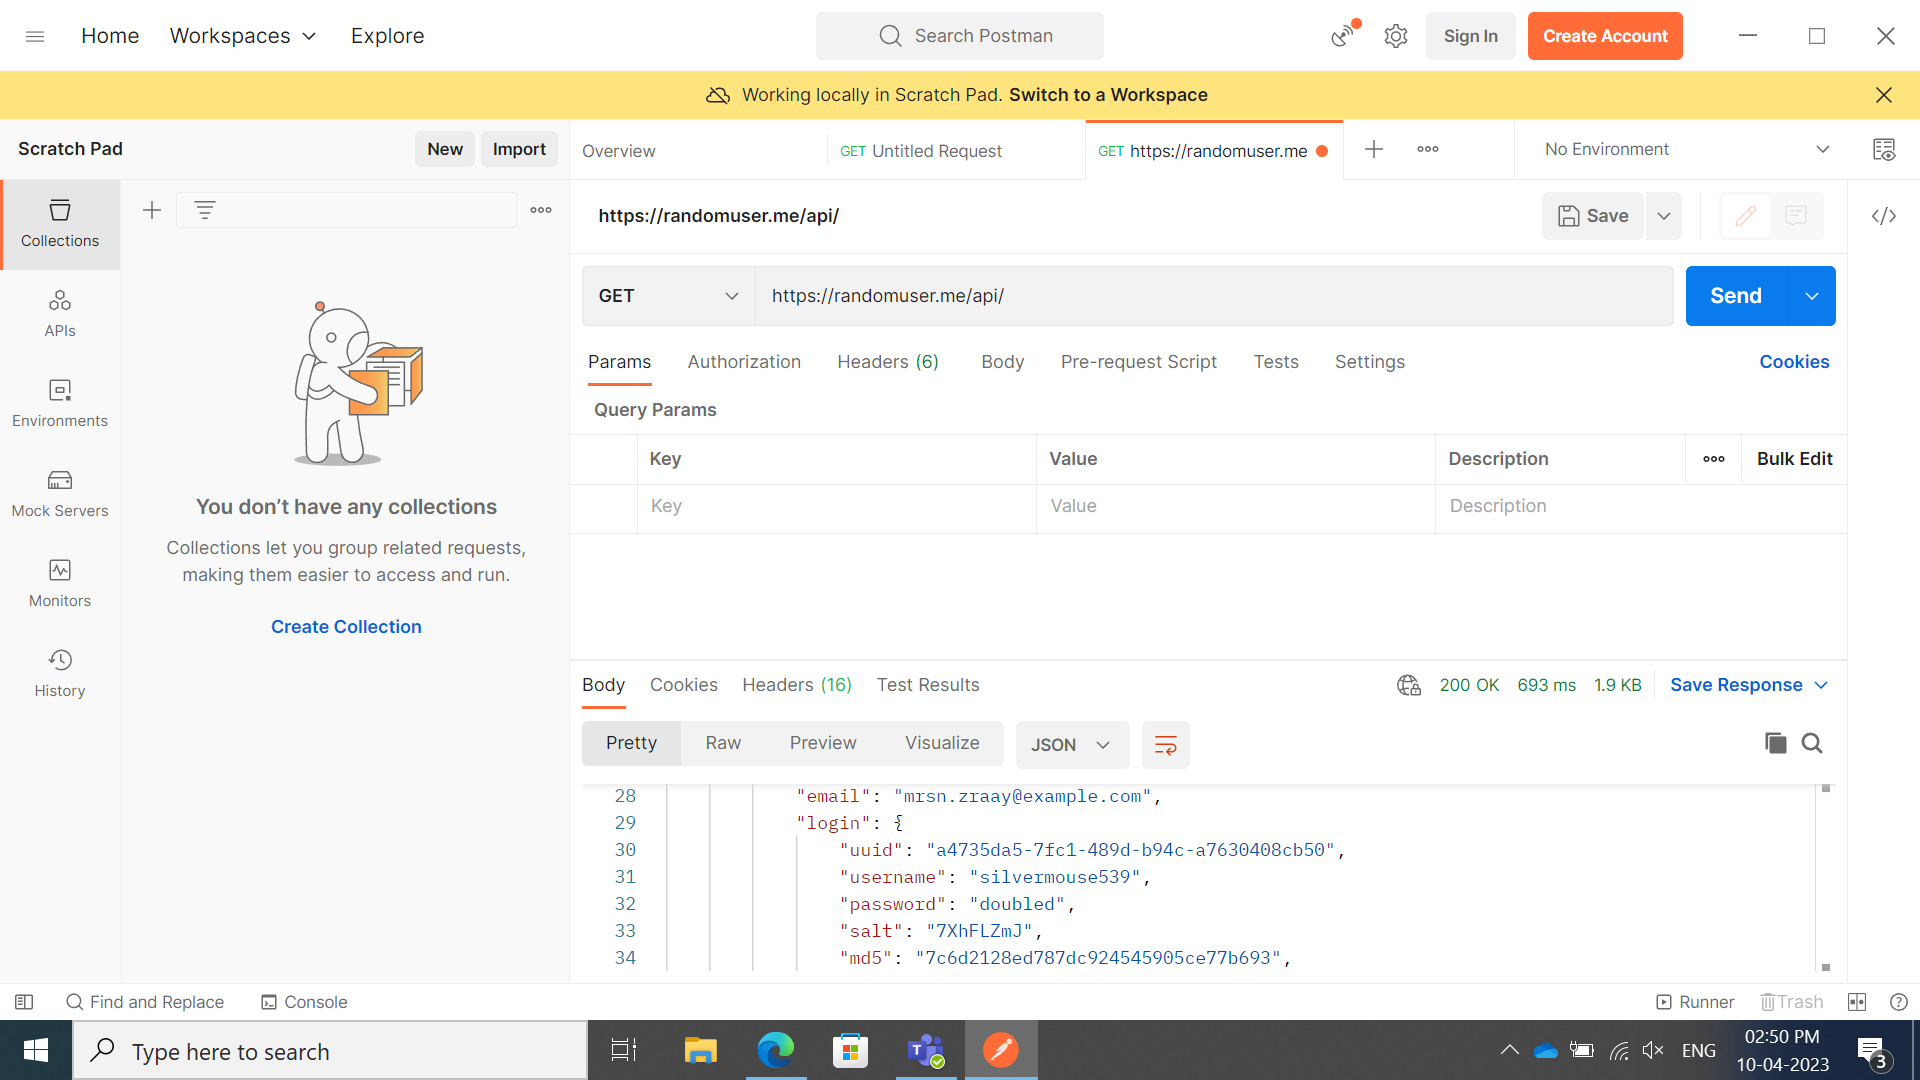 Home Workspaces Explore Search Postman Sign In Create Account
Working locally in Scratch Pad. Switch to a Workspace
Scratch Pad New Import Overview GET Untitled Request GET https://randomuser.me No Environment
Collections
APIs
Environments
Mock Servers
Monitors
History
You don’t have any collections
Collections let you group related requests,
making them easier to access and run.
Create Collection
https://randomuser.me/api/ Save
GET https://randomuser.me/api/ Send
Params Authorization Headers (6) Body Pre-request Script Tests Settings Cookies
Query Params
Key Value Description Bulk Edit
Key Value Description
Body Cookies Headers (16) Test Results 200 OK 693 ms 1.9 KB Save Response
Pretty Raw Preview Visualize JSON
28 "email": "mrsn.zraay@example.com",
29 "login": {
30 "uuid": "a4735da5-7fc1-489d-b94c-a7630408cb50",
31 "username": "silvermouse539",
32 "password": "doubled",
33 "salt": "7XhFLZmJ",
34 "md5": "7c6d2128ed787dc924545905ce77b693",
Find and Replace Console Runner Trash
Type here to search ENG 02:50 PM
10-04-2023 3